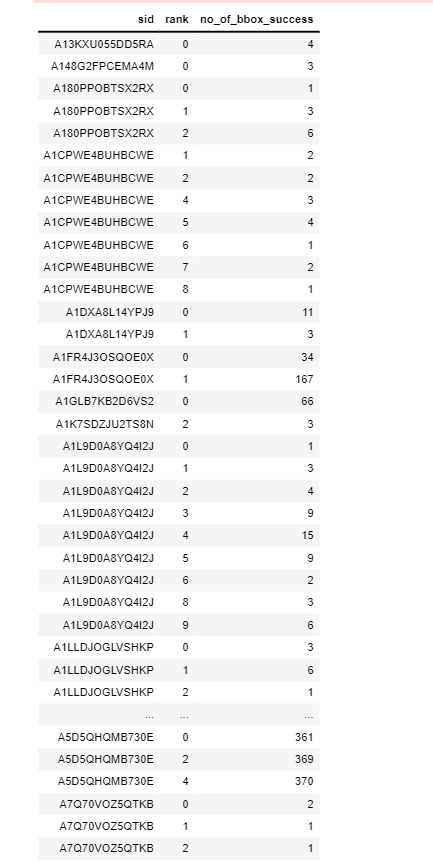 sid rank no_of_bbox_success
A13KXU055DD5RA 0 4
A148G2FPCEMA4M 0 3
A180PPOBTSX2RX 0 1
A180PPOBTSX2RX 1 3
A180PPOBTSX2RX 2 6
A1CPWE4BUHBCWE 1 2
A1CPWE4BUHBCWE 2 2
A1CPWE4BUHBCWE 4 3
A1CPWE4BUHBCWE 5 4
A1CPWE4BUHBCWE 6 1
A1CPWE4BUHBCWE 7 2
A1CPWE4BUHBCWE 8 1
A1DXA8L14YPJ9 0 11
A1DXA8L14YPJ9 1 3
A1FR4J3OSQOE0X 0 34
A1FR4J3OSQOE0X 1 167
A1GLB7KB2D6VS2 0 66
A1K7SDZJU2TS8N 2 3
A1L9D0A8YQ4I2J 0 1
A1L9D0A8YQ4I2J 1 3
A1L9D0A8YQ4I2J 2 4
A1L9D0A8YQ4I2J 3 9
A1L9D0A8YQ4I2J 4 15
A1L9D0A8YQ4I2J 5 9
A1L9D0A8YQ4I2J 6 2
A1L9D0A8YQ4I2J 8 3
A1L9D0A8YQ4I2J 9 6
A1LLDJOGLVSHKP 0 3
A1LLDJOGLVSHKP 1 6
A1LLDJOGLVSHKP 2 1
... ... ...
A5D5QHQMB730E 0 361
A5D5QHQMB730E 2 369
A5D5QHQMB730E 4 370
A7Q70VOZ5QTKB 0 2
A7Q70VOZ5QTKB 1 1
A7Q70VOZ5QTKB 2 1